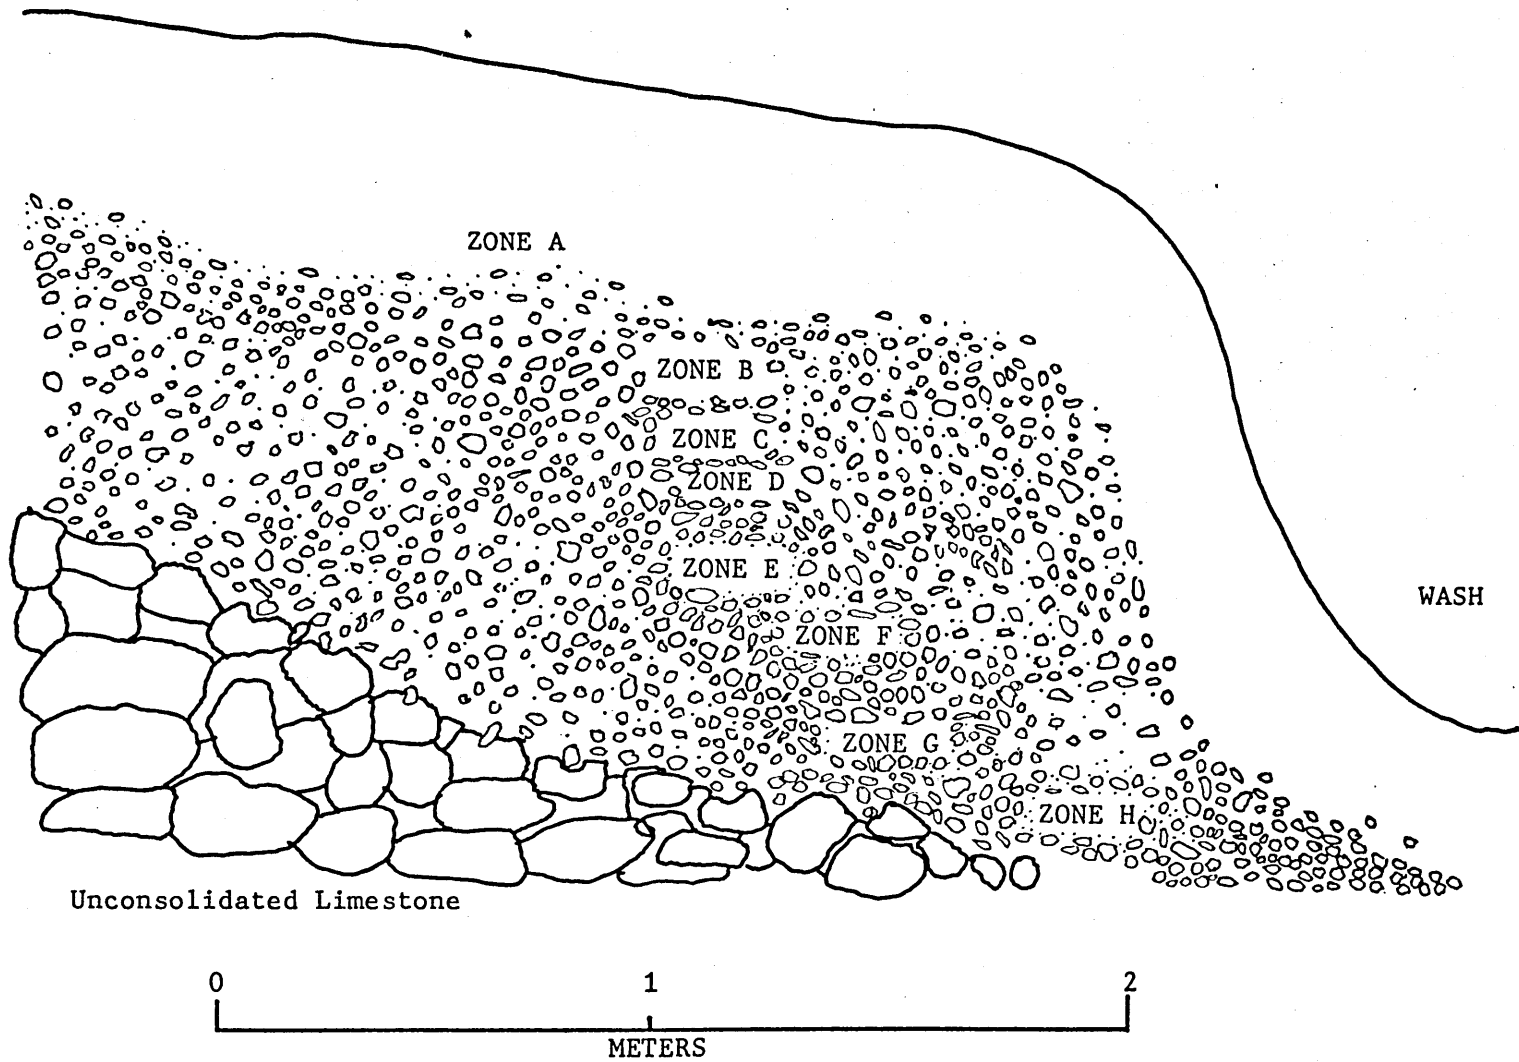 ZONE A
ZONE B
ZONE C
ZONE D
ZONE E
WASH
ZONE F
ZONE G
ZONE H
Unconsolidated Limestone
0 1 2
METERS